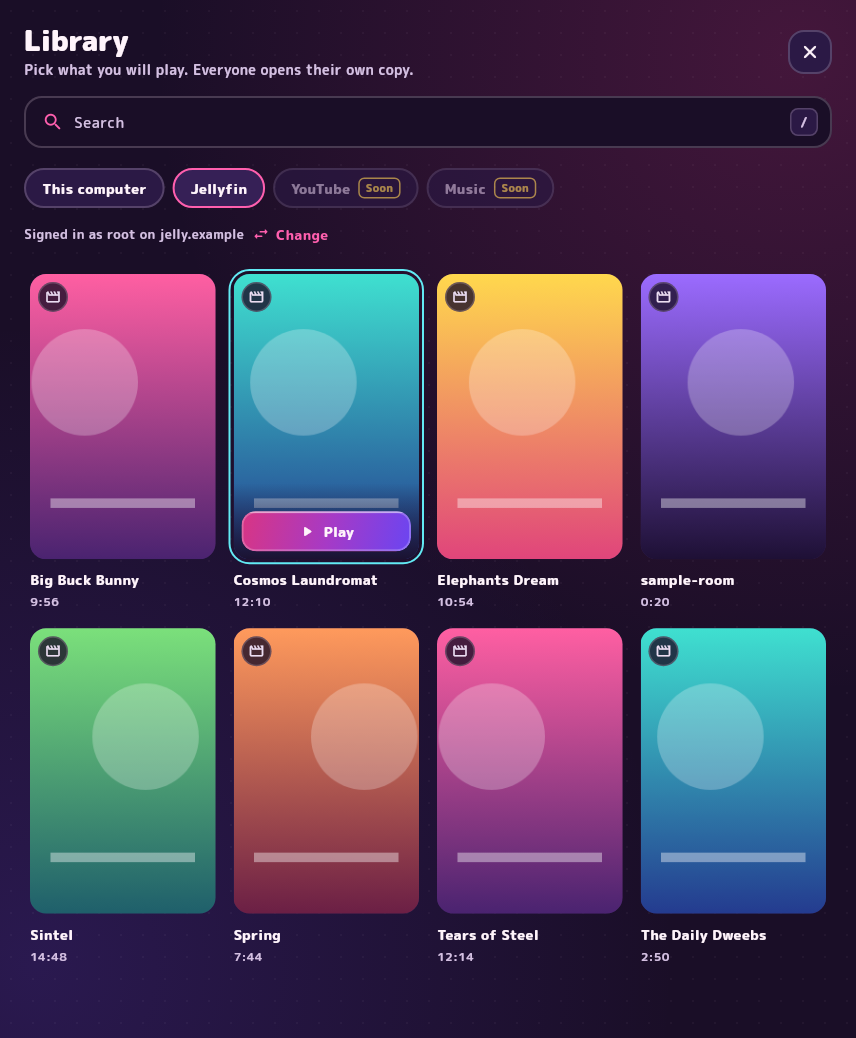 Library
Pick what you will play. Everyone opens their own copy.
Search /
This computer Jellyfin YouTube Soon Music Soon
Signed in as root on jelly.example Change
Play
Big Buck Bunny Cosmos Laundromat Elephants Dream sample-room
9:56 12:10 10:54 0:20
Sintel Spring Tears of Steel The Daily Dweebs
14:48 7:44 12:14 2:50